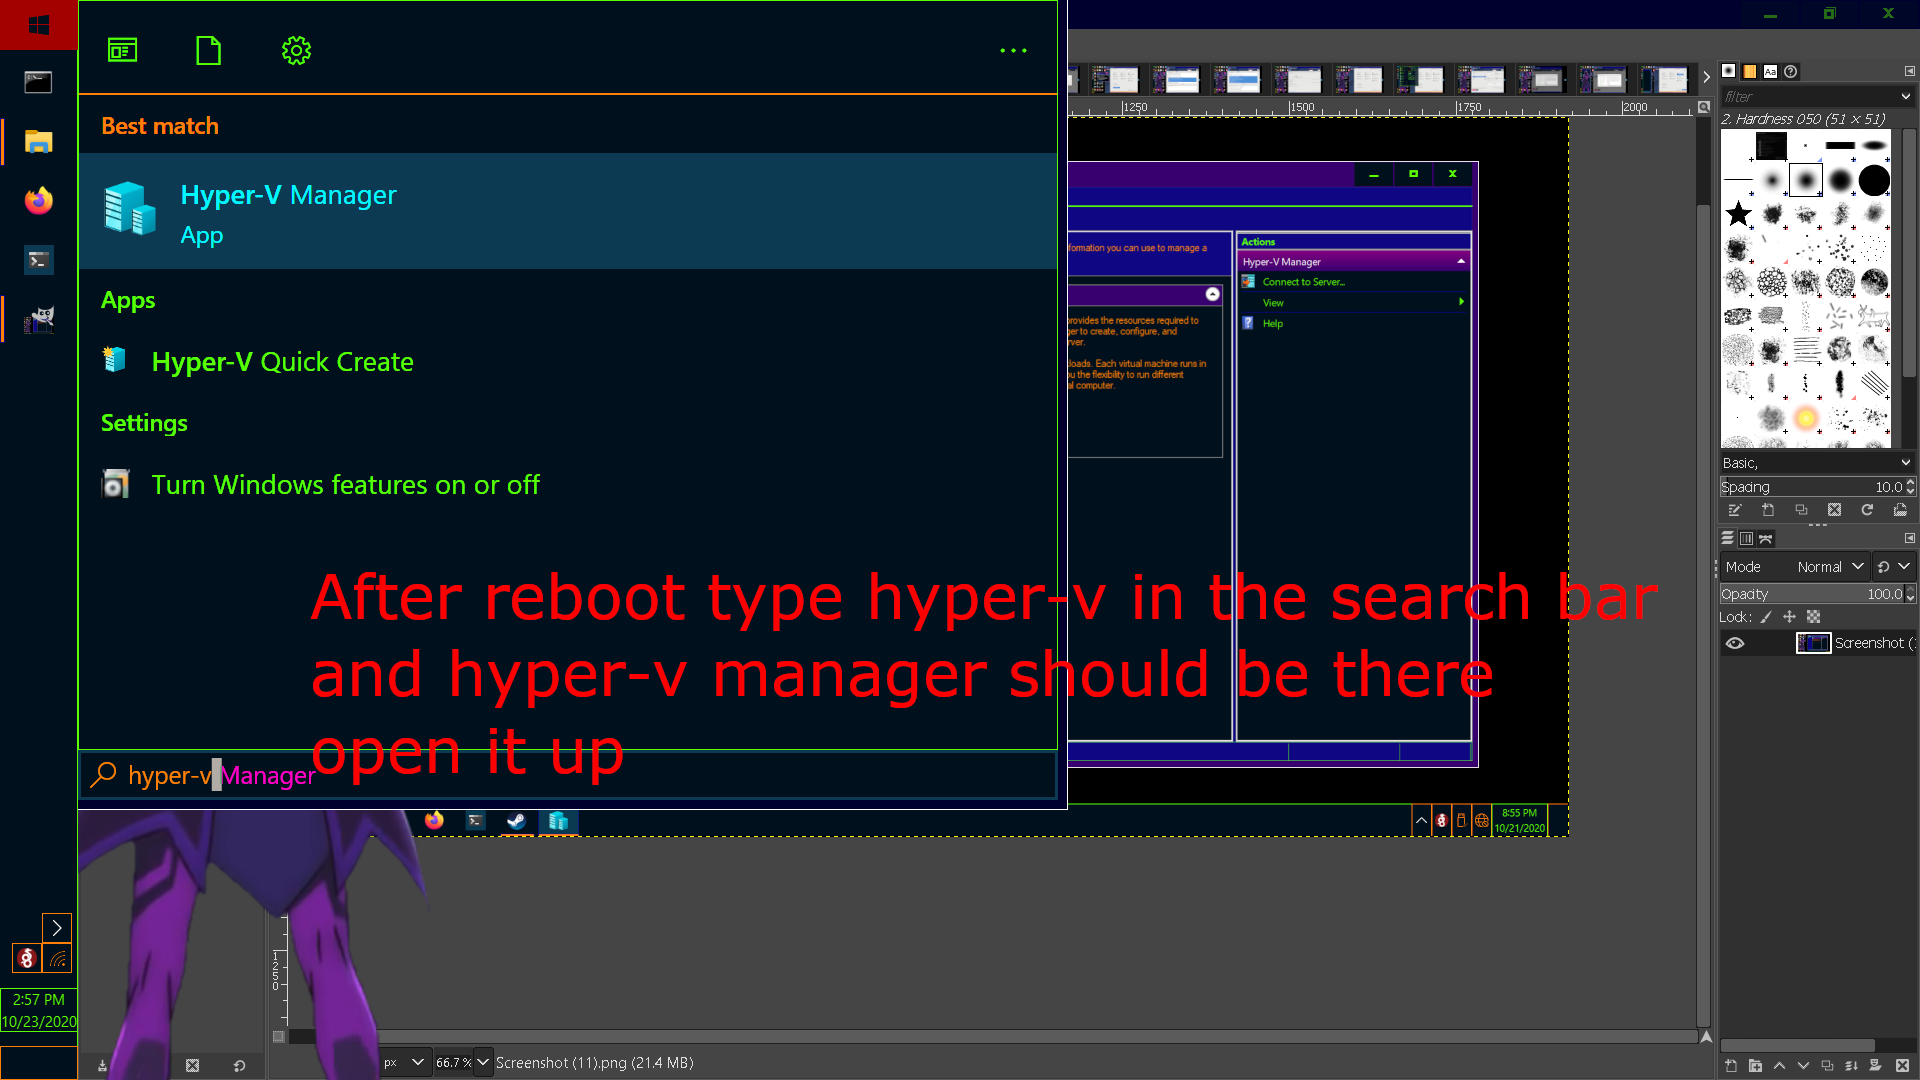 Best match
Hyper-V Manager
App
Apps
Hyper-V Quick Create
Settings
Turn Windows features on or off
After reboot type hyper-v in the search bar
and hyper-v manager should be there
open it up
hyper-v Manager
1250
1500
1750
2000
formation you can use to manage a
provides the resources required to
ger to create, configure, and
rver.
loads. Each virtual machine runs in
ou the flexibility to run different
al computer.
Actions
Hyper-V Manager
Connect to Server...
View
Help
8:55 PM
10/21/2020
filter
2. Hardness 050 (51 × 51)
Basic,
Spacing 10.0
Mode Normal
Opacity 100.0
Lock:
Screenshot (
2:57 PM
10/23/2020
1250
px 66.7 % Screenshot (11).png (21.4 MB)